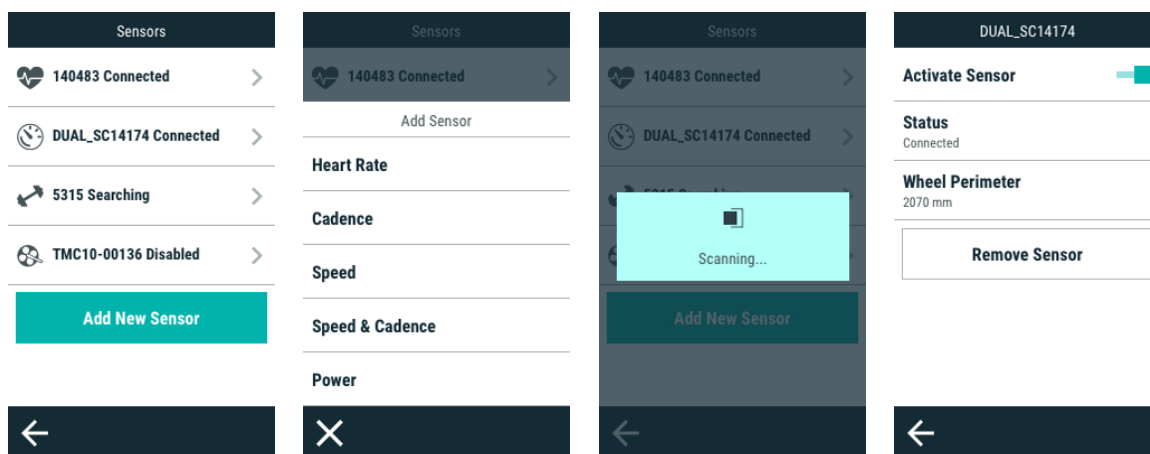 Sensors
140483 Connected
DUAL_SC14174 Connected
5315 Searching
TMC10-00136 Disabled
Add New Sensor
Sensors
140483 Connected
Add Sensor
Heart Rate
Cadence
Speed
Speed & Cadence
Power
Sensors
140483 Connected
DUAL_SC14174 Connected
Scanning...
Add New Sensor
DUAL_SC14174
Activate Sensor
Status
Connected
Wheel Perimeter
2070 mm
Remove Sensor